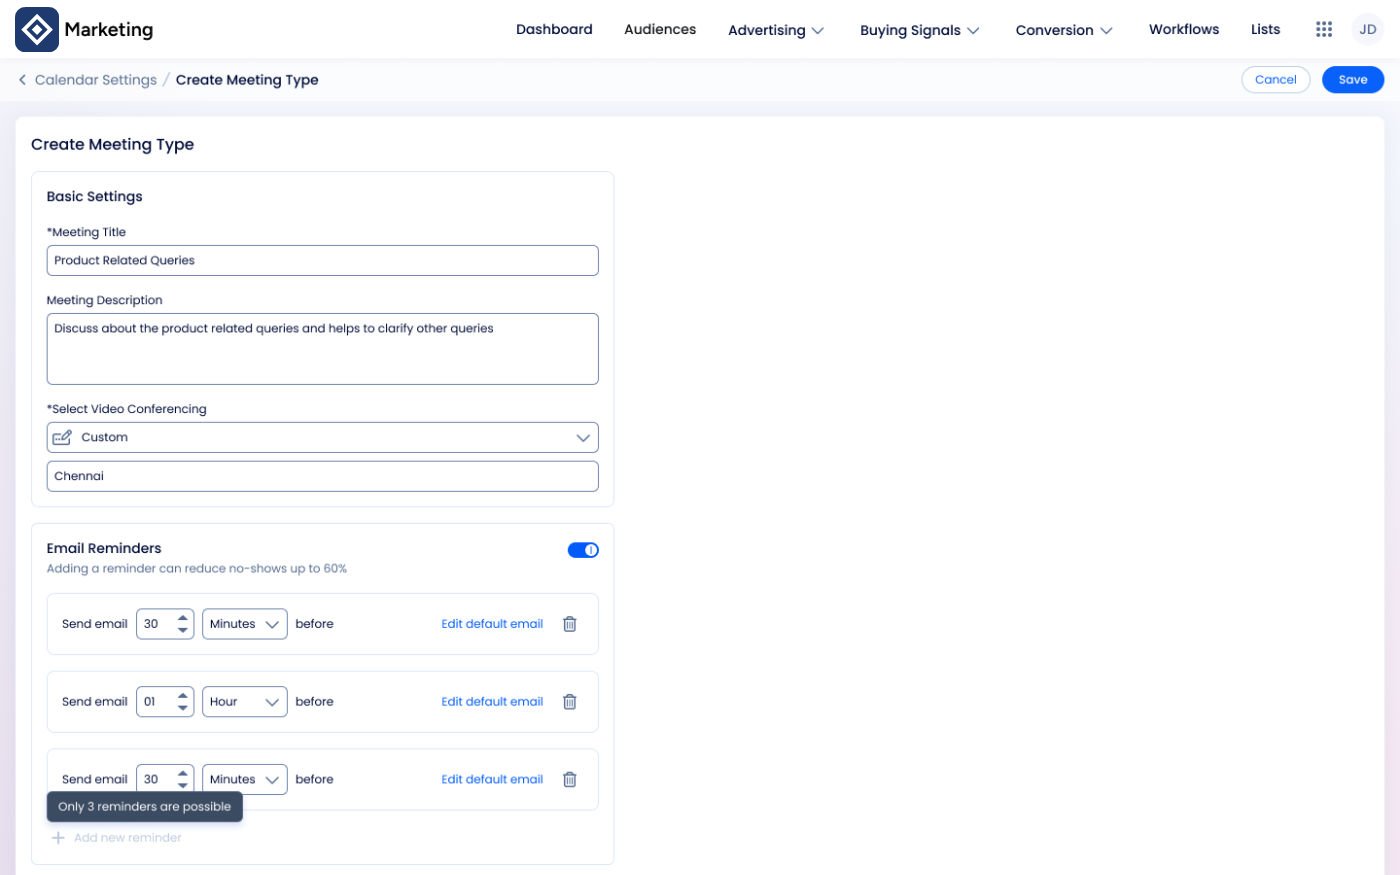 Marketing
Dashboard Audiences Advertising Buying Signals Conversion Workflows Lists JD
Calendar Settings / Create Meeting Type
Cancel Save
Create Meeting Type
Basic Settings
*Meeting Title
Product Related Queries
Meeting Description
Discuss about the product related queries and helps to clarify other queries
*Select Video Conferencing
Custom
Chennai
Email Reminders
Adding a reminder can reduce no-shows up to 60%
Send email 30 Minutes before Edit default email
Send email 01 Hour before Edit default email
Send email 30 Minutes before Edit default email
Only 3 reminders are possible
Add new reminder